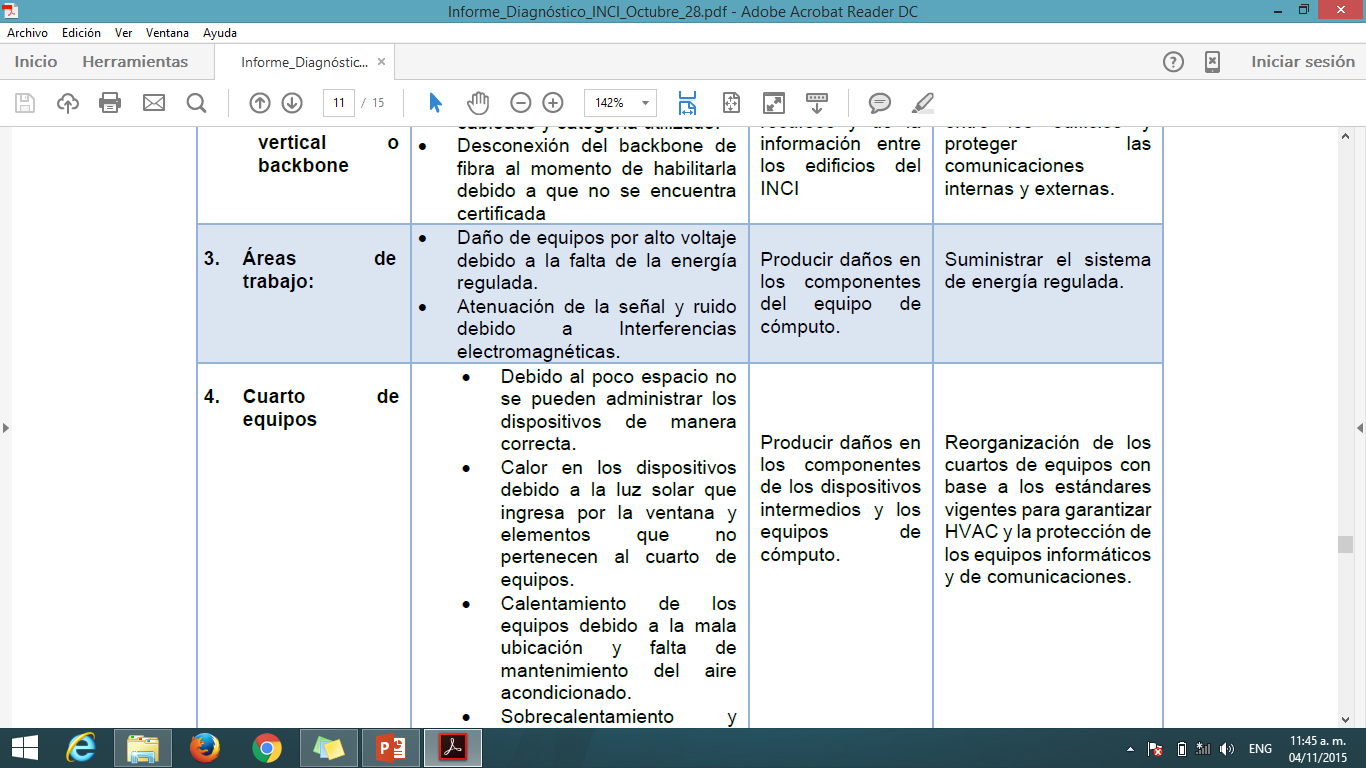 Informe_Diagnóstico_INCI_Octubre_28.pdf - Adobe Acrobat Reader DC
Archivo Edición Ver Ventana Ayuda
Inicio Herramientas Informe_Diagnóstic... × ? Iniciar sesión
11 / 15 142%
vertical o
backbone
cableado y categoría utilizado.
• Desconexión del backbone de
fibra al momento de habilitarla
debido a que no se encuentra
certificada
recursos y de la
información entre
los edificios del
INCI
entre los edificios y
proteger las
comunicaciones
internas y externas.
3. Áreas de
trabajo:
• Daño de equipos por alto voltaje
debido a la falta de la energía
regulada.
• Atenuación de la señal y ruido
debido a Interferencias
electromagnéticas.
Producir daños en
los componentes
del equipo de
cómputo.
Suministrar el sistema
de energía regulada.
4. Cuarto de
equipos
• Debido al poco espacio no
se pueden administrar los
dispositivos de manera
correcta.
• Calor en los dispositivos
debido a la luz solar que
ingresa por la ventana y
elementos que no
pertenecen al cuarto de
equipos.
• Calentamiento de los
equipos debido a la mala
ubicación y falta de
mantenimiento del aire
acondicionado.
• Sobrecalentamiento y
Producir daños en
los componentes
de los dispositivos
intermedios y los
equipos de
cómputo.
Reorganización de los
cuartos de equipos con
base a los estándares
vigentes para garantizar
HVAC y la protección de
los equipos informáticos
y de comunicaciones.
ENG
11:45 a. m.
04/11/2015